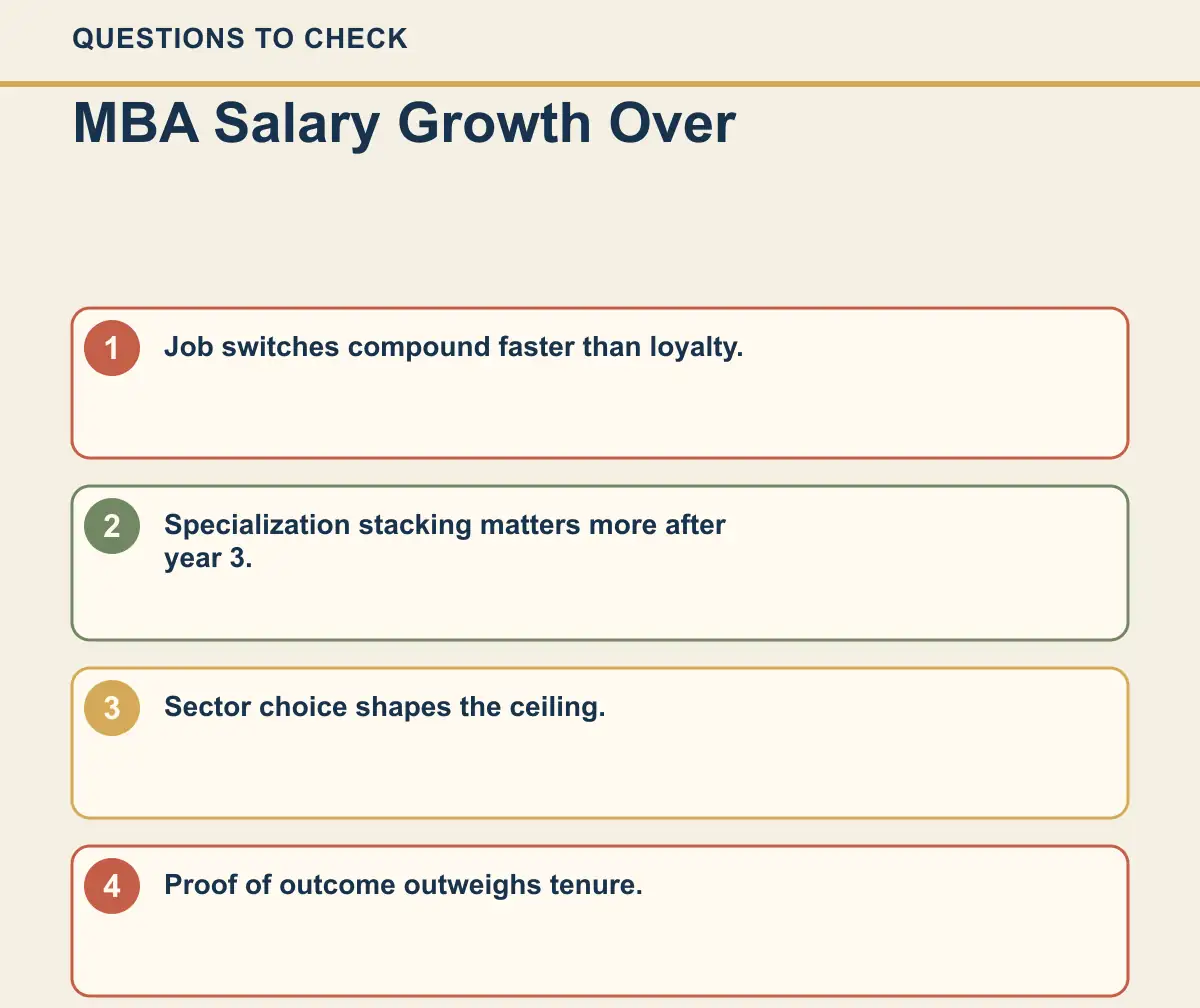 QUESTIONS TO CHECK
MBA Salary Growth Over
1
Job switches compound faster than loyalty.
2
Specialization stacking matters more after
year 3.
3
Sector choice shapes the ceiling.
4
Proof of outcome outweighs tenure.